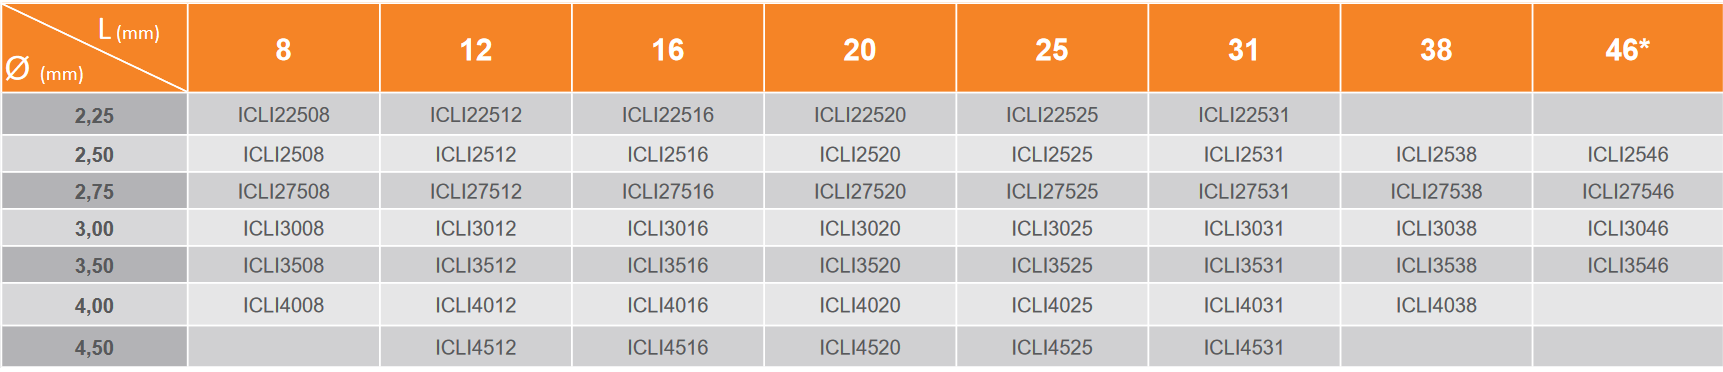 L (mm) 8 12 16 20 25 31 38 46*
Ø (mm)
2,25 ICLI22508 ICLI22512 ICLI22516 ICLI22520 ICLI22525 ICLI22531
2,50 ICLI2508 ICLI2512 ICLI2516 ICLI2520 ICLI2525 ICLI2531 ICLI2538 ICLI2546
2,75 ICLI27508 ICLI27512 ICLI27516 ICLI27520 ICLI27525 ICLI27531 ICLI27538 ICLI27546
3,00 ICLI3008 ICLI3012 ICLI3016 ICLI3020 ICLI3025 ICLI3031 ICLI3038 ICLI3046
3,50 ICLI3508 ICLI3512 ICLI3516 ICLI3520 ICLI3525 ICLI3531 ICLI3538 ICLI3546
4,00 ICLI4008 ICLI4012 ICLI4016 ICLI4020 ICLI4025 ICLI4031 ICLI4038
4,50 ICLI4512 ICLI4516 ICLI4520 ICLI4525 ICLI4531